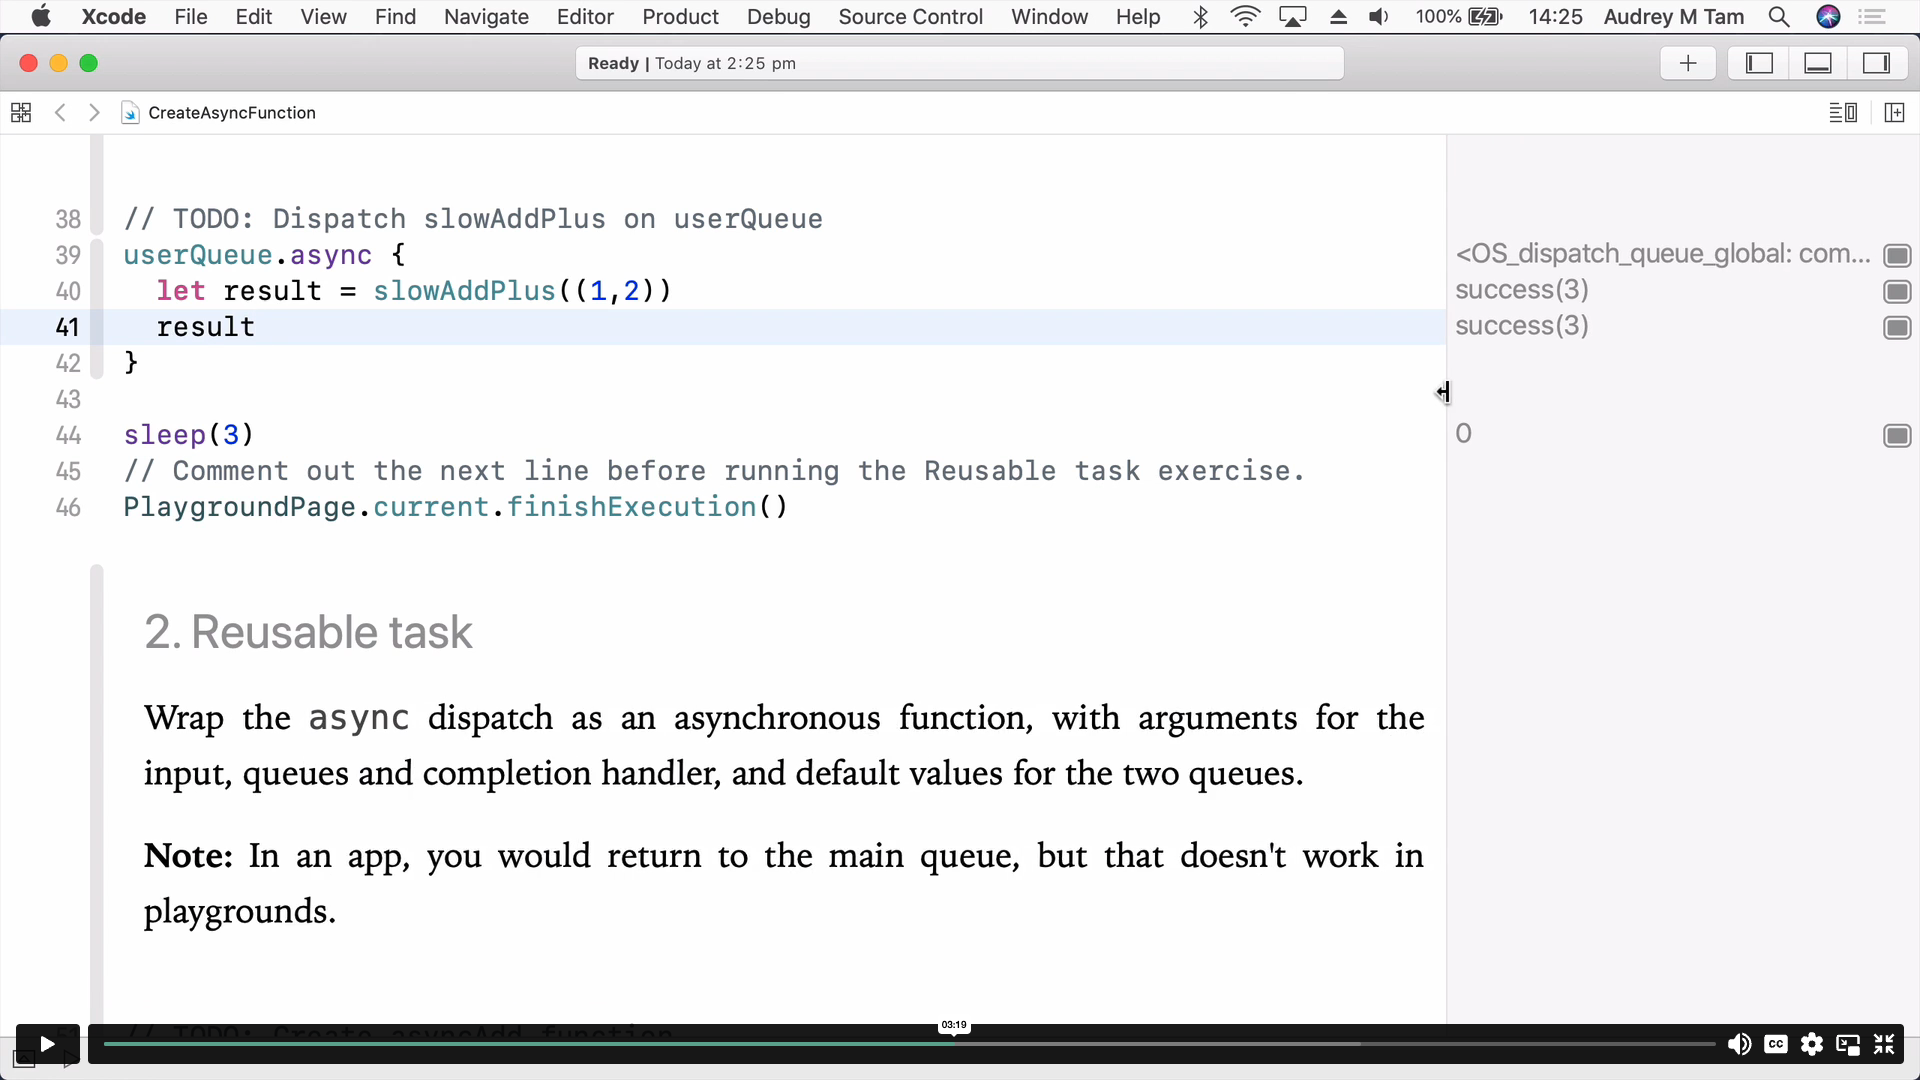 Xcode File Edit View Find Navigate Editor Product Debug Source Control Window Help 100% 14:25 Audrey M Tam
Ready | Today at 2:25 pm
CreateAsyncFunction
38 // TODO: Dispatch slowAddPlus on userQueue
39 userQueue.async { <OS_dispatch_queue_global: com...
40 let result = slowAddPlus((1,2)) success(3)
41 result success(3)
42 }
43
44 sleep(3) 0
45 // Comment out the next line before running the Reusable task exercise.
46 PlaygroundPage.current.finishExecution()
2. Reusable task
Wrap the async dispatch as an asynchronous function, with arguments for the
input, queues and completion handler, and default values for the two queues.
Note: In an app, you would return to the main queue, but that doesn't work in
playgrounds.
// TODO: Create asyncAdd function
03:19
CC